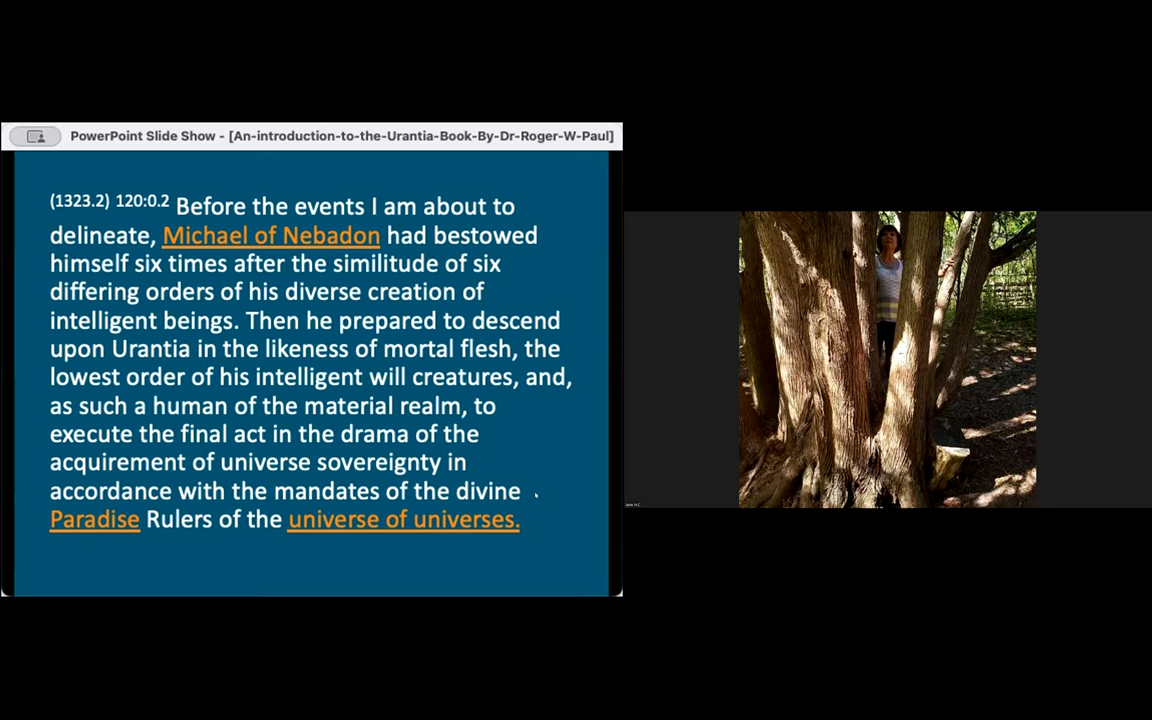 PowerPoint Slide Show - [An-introduction-to-the-Urantia-Book-By-Dr-Roger-W-Paul]
(1323.2) 120:0.2 Before the events I am about to
delineate, Michael of Nebadon had bestowed
himself six times after the similitude of six
differing orders of his diverse creation of
intelligent beings. Then he prepared to descend
upon Urantia in the likeness of mortal flesh, the
lowest order of his intelligent will creatures, and,
as such a human of the material realm, to
execute the final act in the drama of the
acquirement of universe sovereignty in
accordance with the mandates of the divine
Paradise Rulers of the universe of universes.